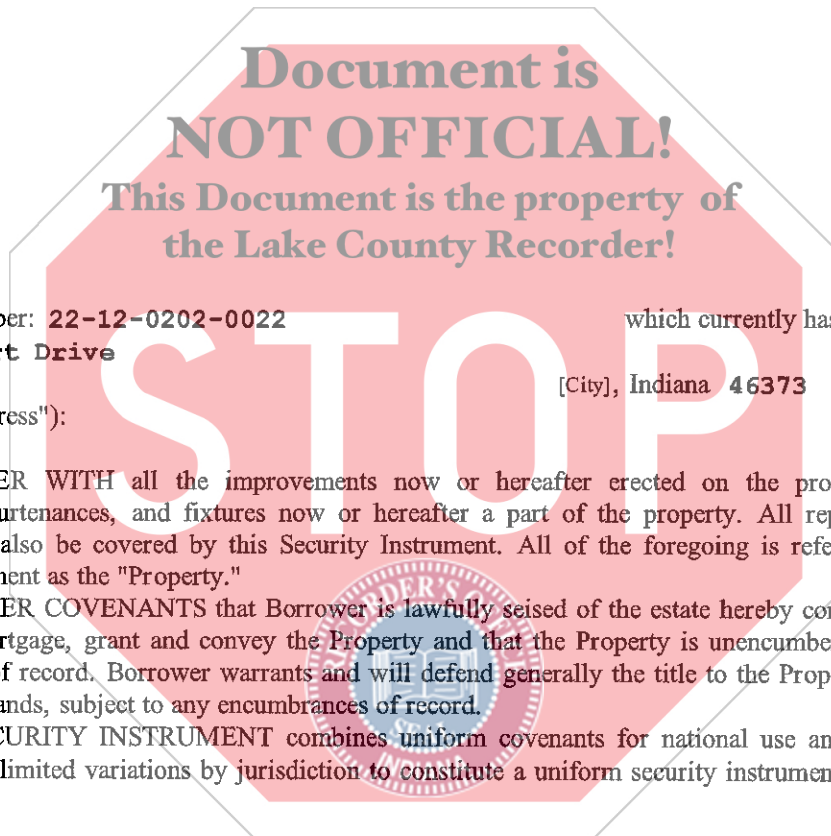 Document is
NOT OFFICIAL!
This Document is the property of
the Lake County Recorder!
ber: 22-12-0202-0022 which currently has
rt Drive
[City], Indiana 46373
ress"):
STOP
ER WITH all the improvements now or hereafter erected on the pro
urtenances, and fixtures now or hereafter a part of the property. All rep
also be covered by this Security Instrument. All of the foregoing is refe
nent as the "Property."
ER COVENANTS that Borrower is lawfully seised of the estate hereby con
rtgage, grant and convey the Property and that the Property is unencumbe
f record. Borrower warrants and will defend generally the title to the Prop
ands, subject to any encumbrances of record.
CURITY INSTRUMENT combines uniform covenants for national use an
limited variations by jurisdiction to constitute a uniform security instrumen
RECORDER'S
SEAL
INDIANA